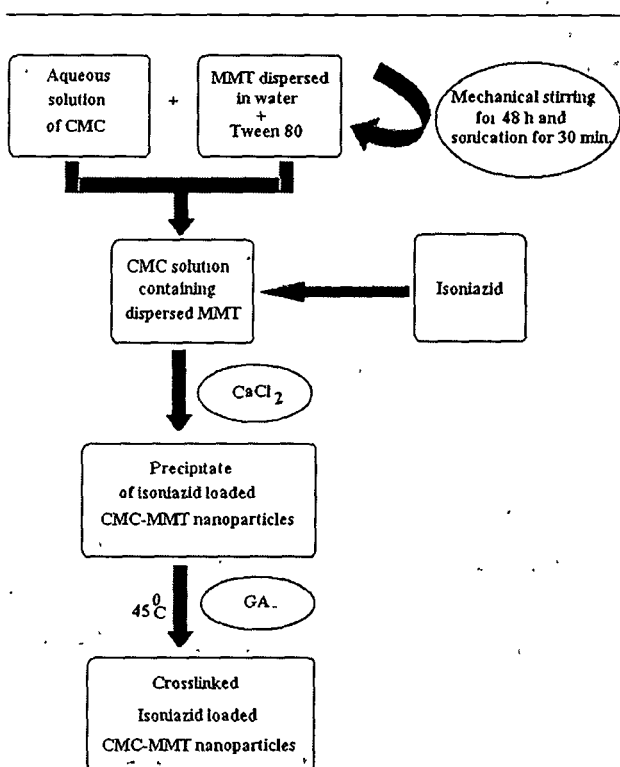 Aqueous
solution
of CMC
+
MMT dispersed
in water
+
Tween 80
Mechanical stirring
for 48 h and
sonication for 30 min.
CMC solution
containing
dispersed MMT
Isoniazid
CaCl2
Precipitate
of isoniazid loaded
CMC-MMT nanoparticles
45 0C
GA
Crosslinked
Isoniazid loaded
CMC-MMT nanoparticles